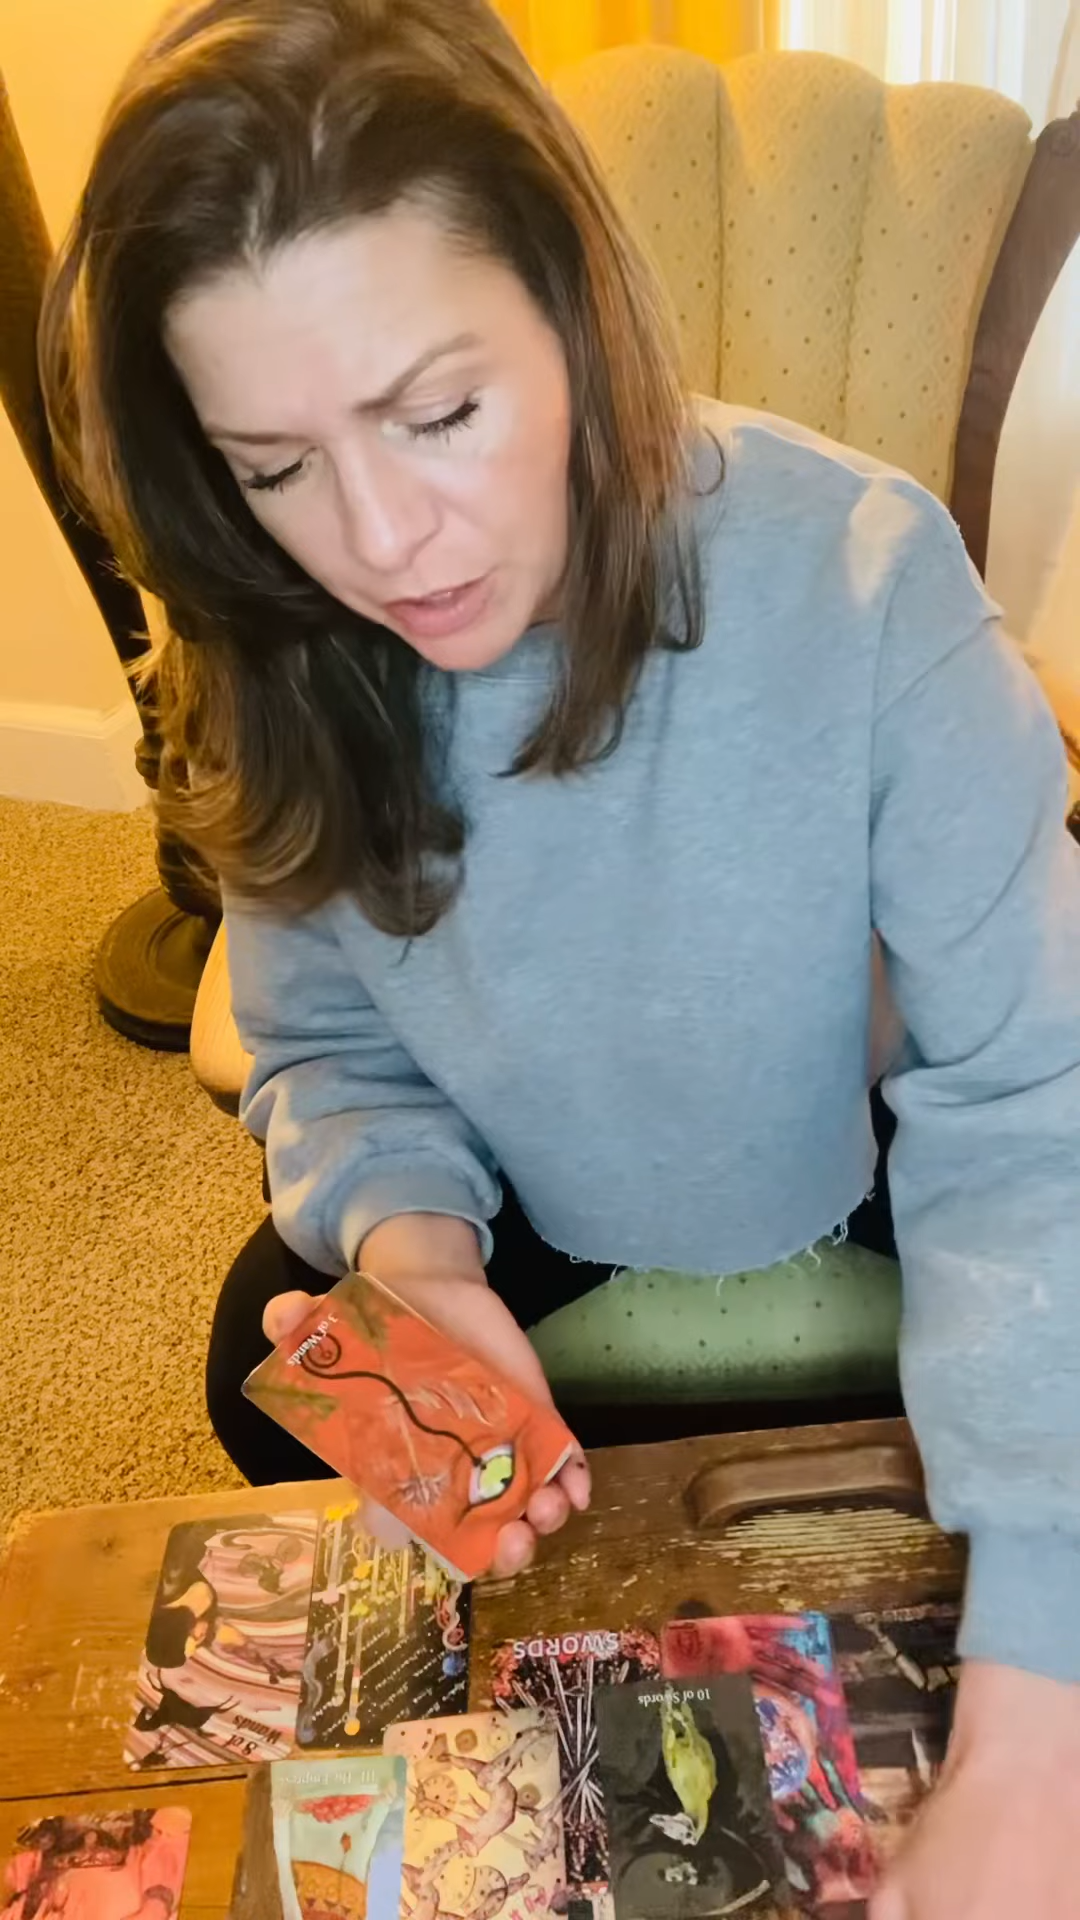 3 of Wands
SWORDS
10 of Swords
8 of
Wands
III. The Empress